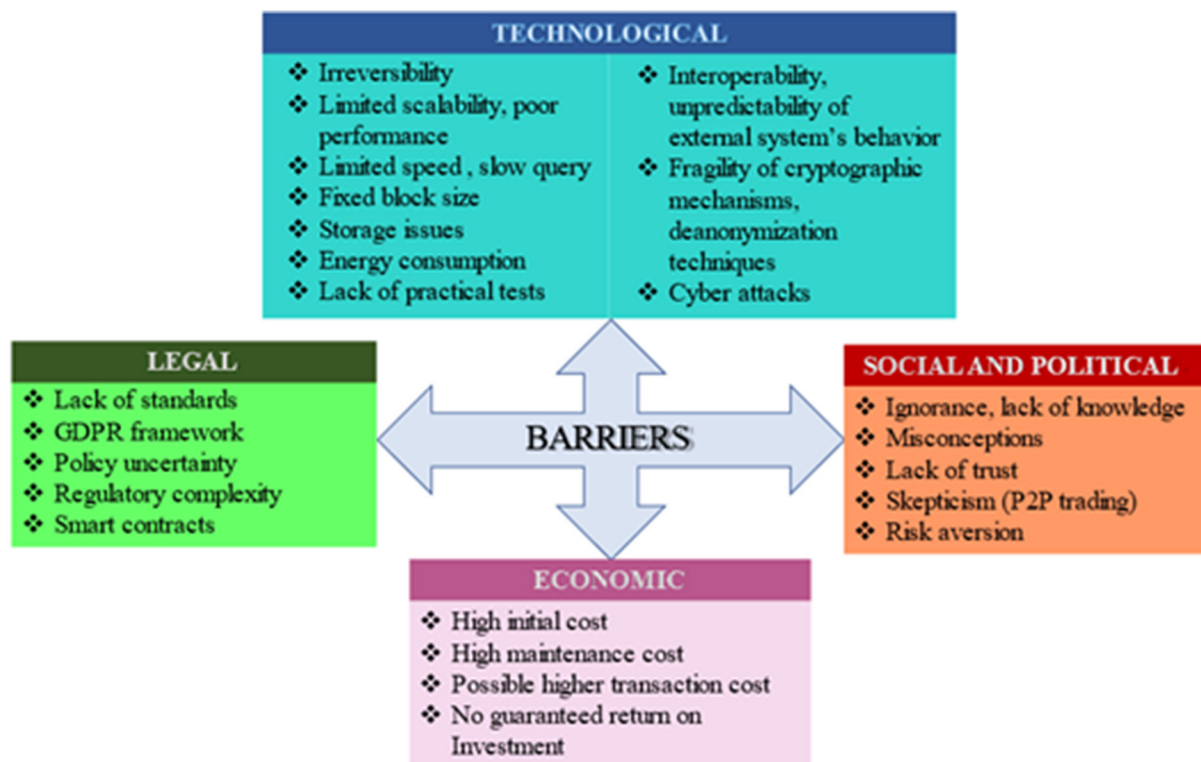 TECHNOLOGICAL
❖ Irreversibility
❖ Limited scalability, poor
performance
❖ Limited speed , slow query
❖ Fixed block size
❖ Storage issues
❖ Energy consumption
❖ Lack of practical tests
❖ Interoperability,
unpredictability of
external system's behavior
❖ Fragility of cryptographic
mechanisms,
deanonymization
techniques
❖ Cyber attacks
LEGAL
❖ Lack of standards
❖ GDPR framework
❖ Policy uncertainty
❖ Regulatory complexity
❖ Smart contracts
BARRIERS
SOCIAL AND POLITICAL
❖ Ignorance, lack of knowledge
❖ Misconceptions
❖ Lack of trust
❖ Skepticism (P2P trading)
❖ Risk aversion
ECONOMIC
❖ High initial cost
❖ High maintenance cost
❖ Possible higher transaction cost
❖ No guaranteed return on
Investment